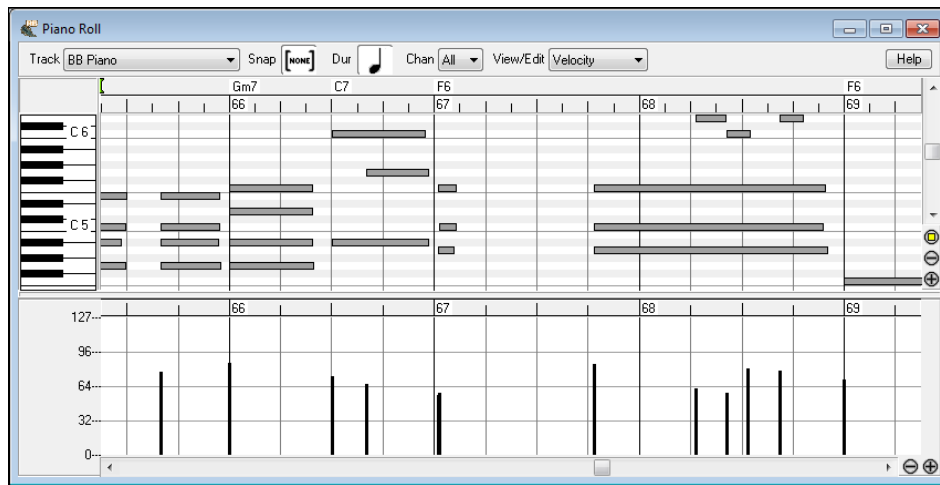 Piano Roll
Track BB Piano Snap [NONE] Dur Chan All View/Edit Velocity Help
Gm7 C7 F6 F6
66 67 68 69
C 6
C 5
66 67 68 69
127
96
64
32
0